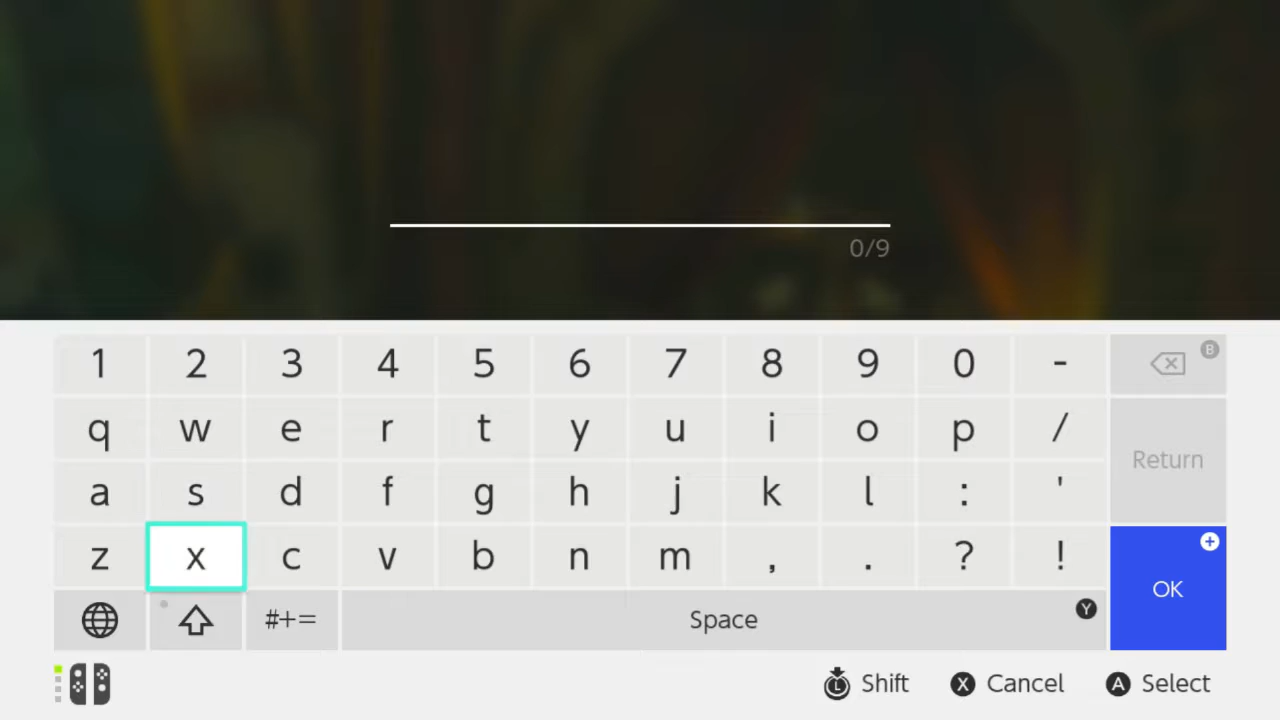 0/9
1 2 3 4 5 6 7 8 9 0 - B
q w e r t y u i o p / Return
a s d f g h j k l : '
z x c v b n m , . ? ! + OK
#+= Space Y
L Shift X Cancel A Select